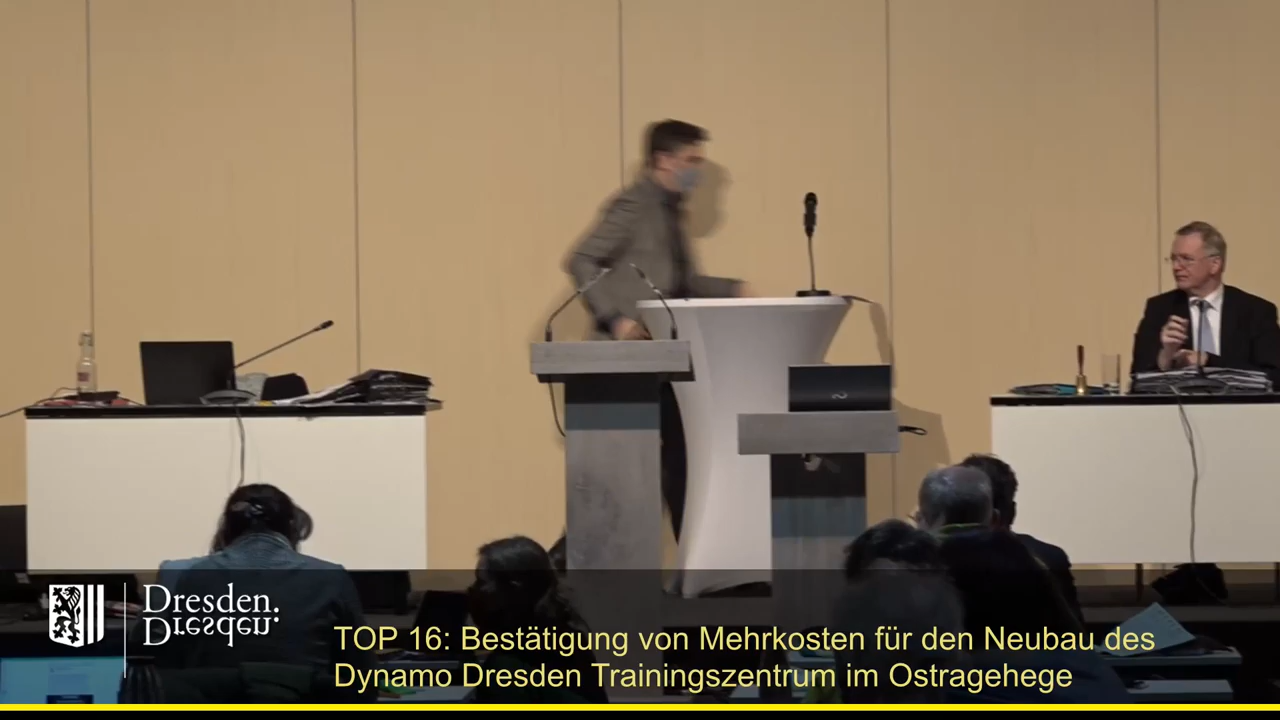 Dresden.
Dresden.
TOP 16: Bestätigung von Mehrkosten für den Neubau des
Dynamo Dresden Trainingszentrum im Ostragehege